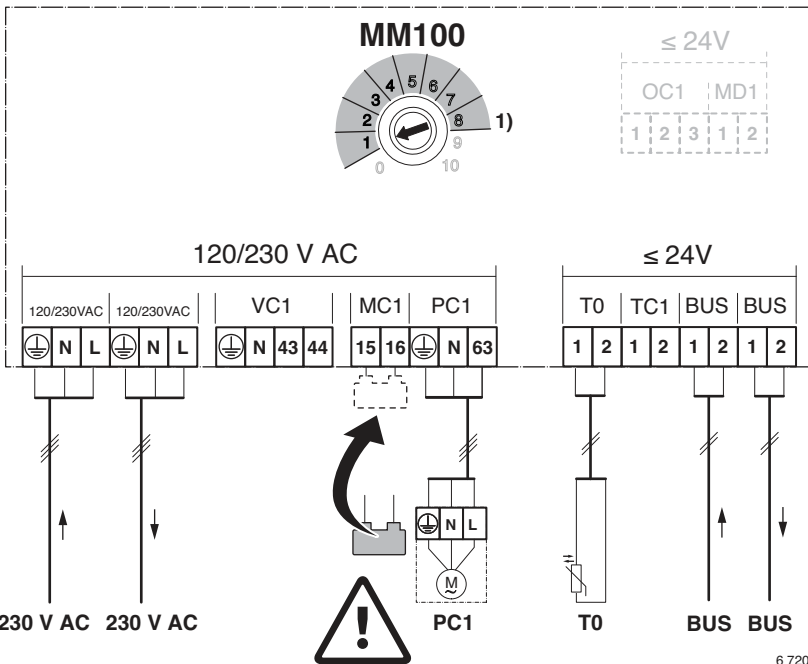 MM100
≤ 24V
OC1 MD1
1 2 3 1 2
0 1 2 3 4 5 6 7 8 9 10
1)
120/230 V AC
≤ 24V
120/230VAC 120/230VAC VC1 MC1 PC1
T0 TC1 BUS BUS
N L N L N 43 44 15 16 N 63
1 2 1 2 1 2 1 2
N L
M
~
!
230 V AC 230 V AC PC1 T0 BUS BUS
6 720